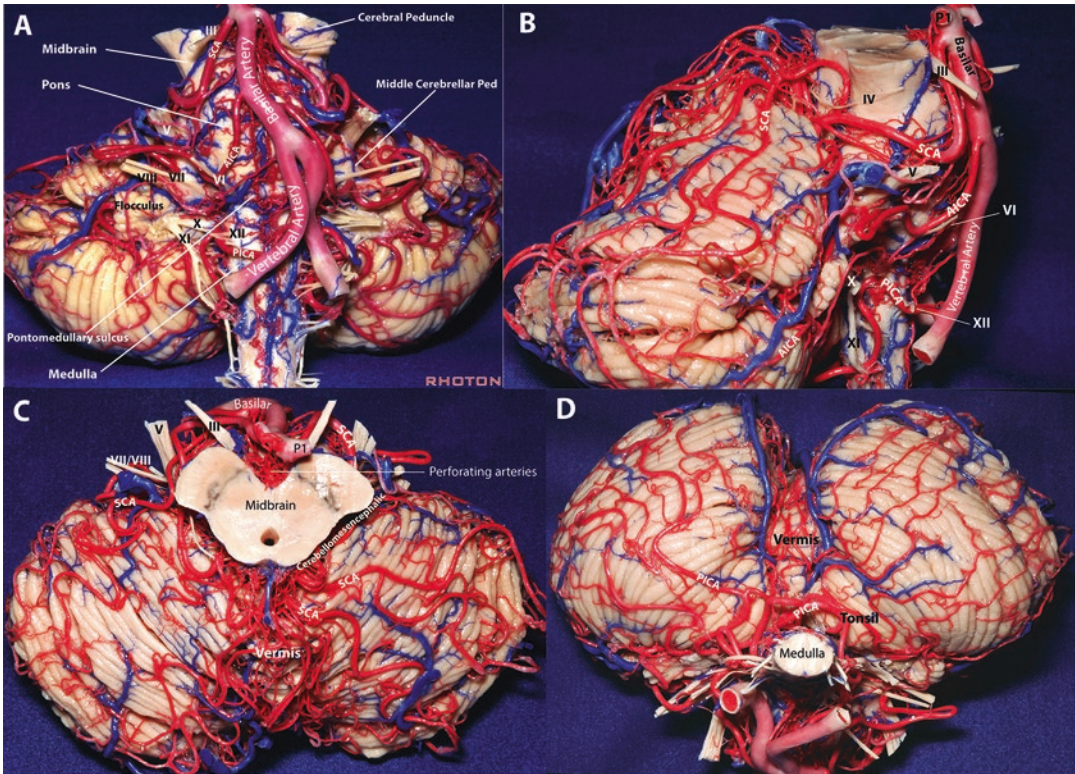 A
III
Cerebral Peduncle
SCA
Midbrain
Basilar Artery
Pons
Middle Cerebrellar Ped
V
AICA
VIII
VII
VI
Flocculus
X
XI
XII
PICA
Vertebral Artery
Pontomedullary sulcus
Medulla
RHOTON
B
P1
Basilar
III
IV
SCA
SCA
V
AICA
VI
Vertebral Artery
X
PICA
XII
XI
AICA
C
Basilar
V
III
SCA
P1
VII/VIII
Perforating arteries
SCA
Midbrain
Cerebellomesencephalic
SCA
SCA
Vermis
D
Vermis
PICA
PICA
Tonsil
Medulla